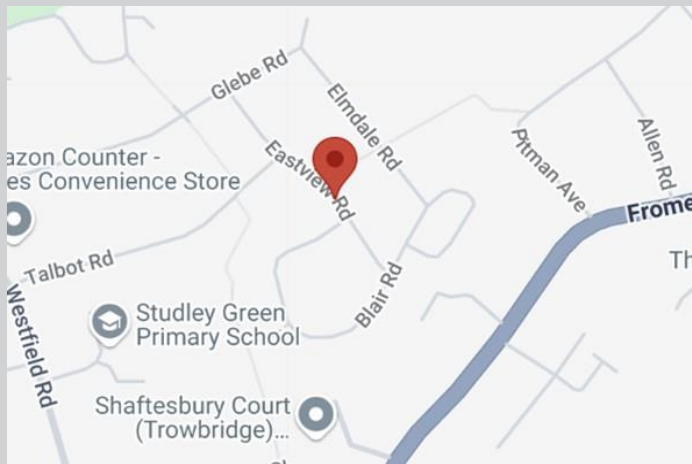 Glebe Rd
Elmdale Rd
Eastview Rd
Pitman Ave
Allen Rd
Frome
azon Counter -
es Convenience Store
Talbot Rd
Th
Westfield Rd
Blair Rd
Studley Green
Primary School
Shaftesbury Court
(Trowbridge)...